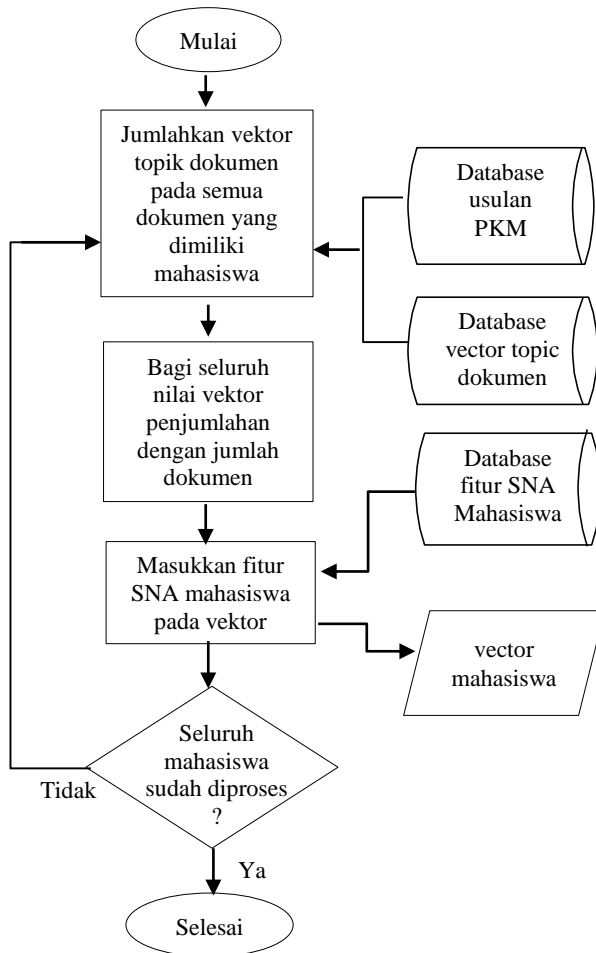 Mulai
Jumlahkan vektor
topik dokumen
pada semua
dokumen yang
dimiliki
mahasiswa
Database
usulan
PKM
Database
vector topic
dokumen
Bagi seluruh
nilai vektor
penjumlahan
dengan jumlah
dokumen
Database
fitur SNA
Mahasiswa
Masukkan fitur
SNA mahasiswa
pada vektor
vector
mahasiswa
Seluruh
mahasiswa
sudah diproses
?
Tidak
Ya
Selesai